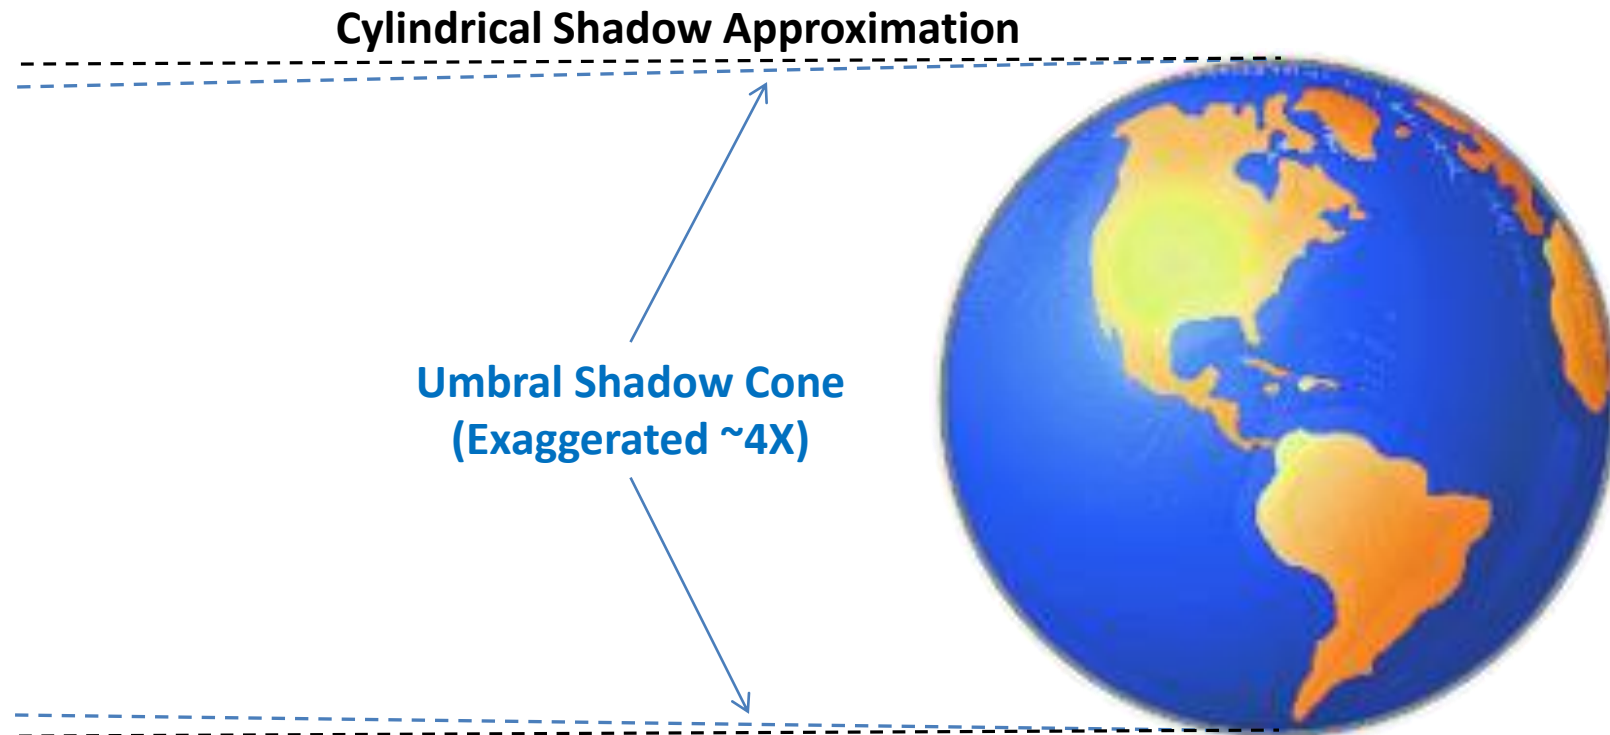 Cylindrical Shadow Approximation
Umbral Shadow Cone
(Exaggerated ~4X)